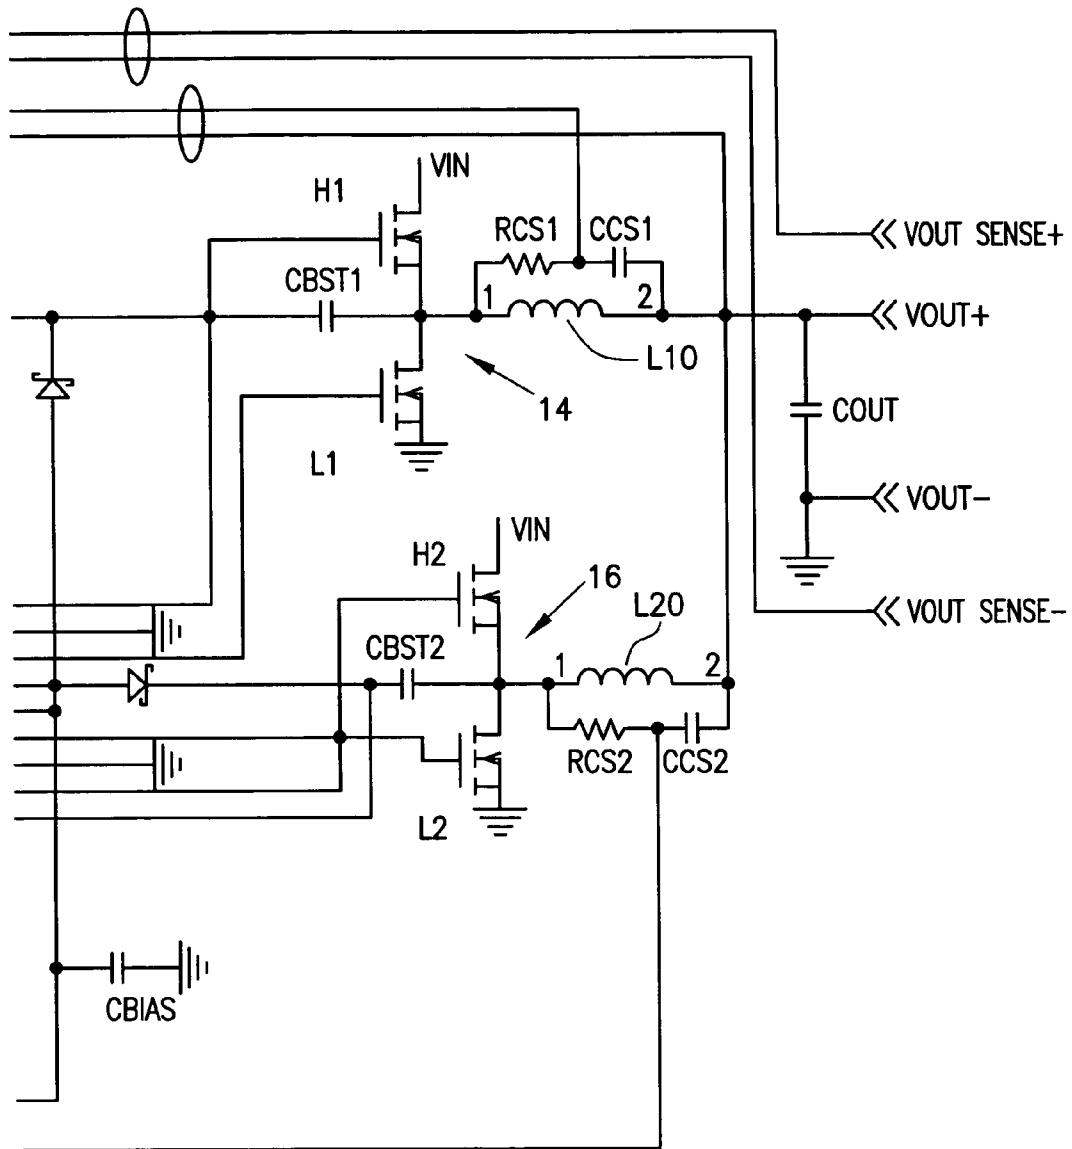 VIN
H1
RCS1
CCS1
VOUT SENSE+
CBST1
1
2
VOUT+
L10
14
COUT
L1
VOUT-
VIN
H2
16
L20
VOUT SENSE-
CBST2
1
2
RCS2
CCS2
L2
CBIAS